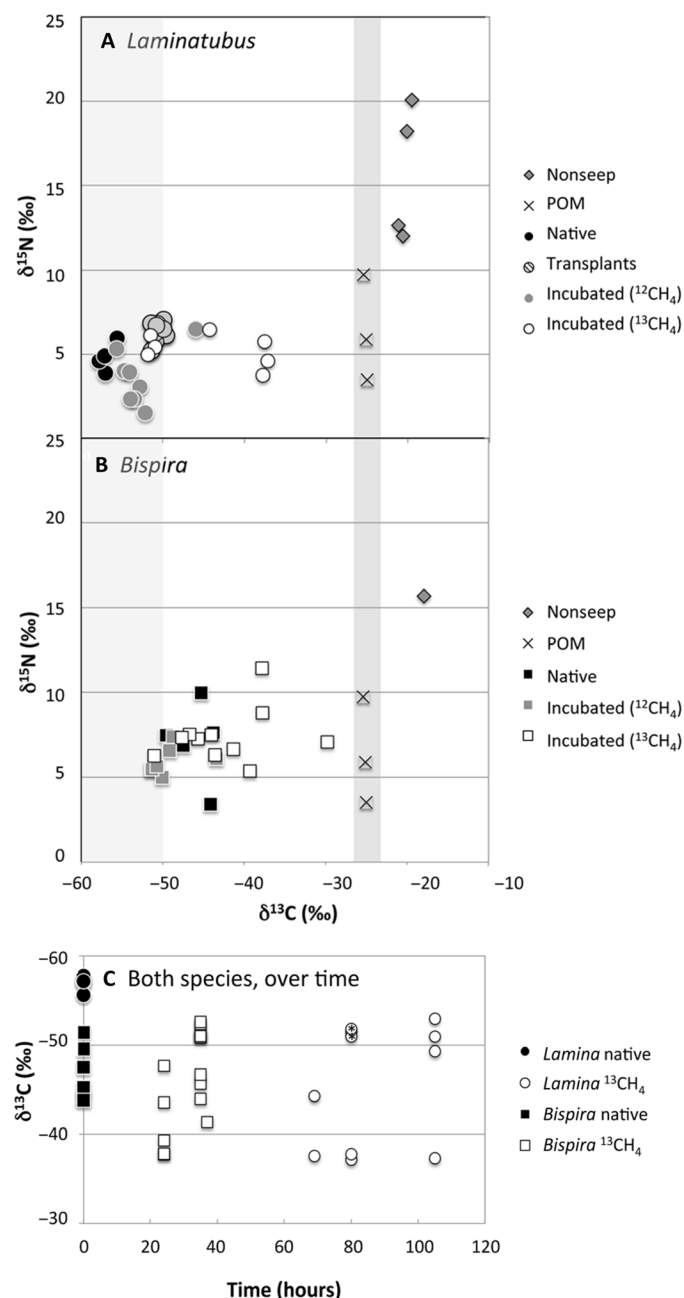 25
A Laminatubus
20
15
10
5
δ¹⁵N (‰)
Nonseep
POM
Native
Transplants
Incubated (¹²CH₄)
Incubated (¹³CH₄)
25
B Bispira
20
15
10
5
0
δ¹⁵N (‰)
Nonseep
POM
Native
Incubated (¹²CH₄)
Incubated (¹³CH₄)
−60 −50 −40 −30 −20 −10
δ¹³C (‰)
−60
C Both species, over time
−50
−40
−30
δ¹³C (‰)
Lamina native
Lamina ¹³CH₄
Bispira native
Bispira ¹³CH₄
0 20 40 60 80 100 120
Time (hours)